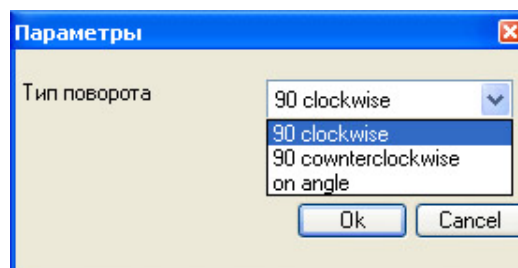 Параметры
Тип поворота 90 clockwise
90 clockwise
90 cownterclockwise
on angle
Ok Cancel